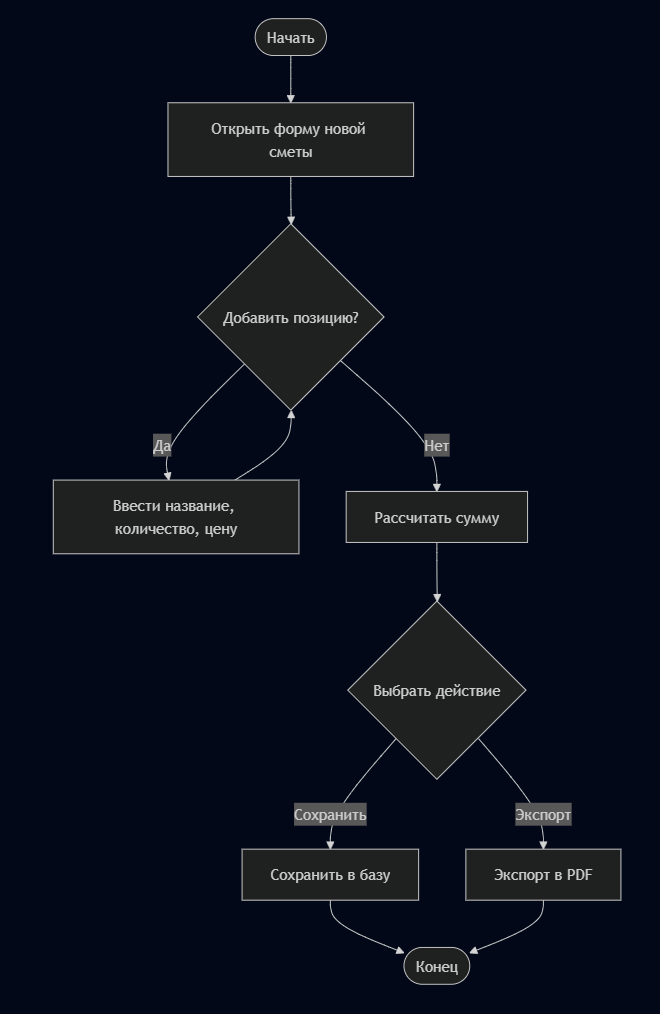 Начать
Открыть форму новой
сметы
Добавить позицию?
Да
Нет
Ввести название,
количество, цену
Рассчитать сумму
Выбрать действие
Сохранить
Экспорт
Сохранить в базу
Экспорт в PDF
Конец